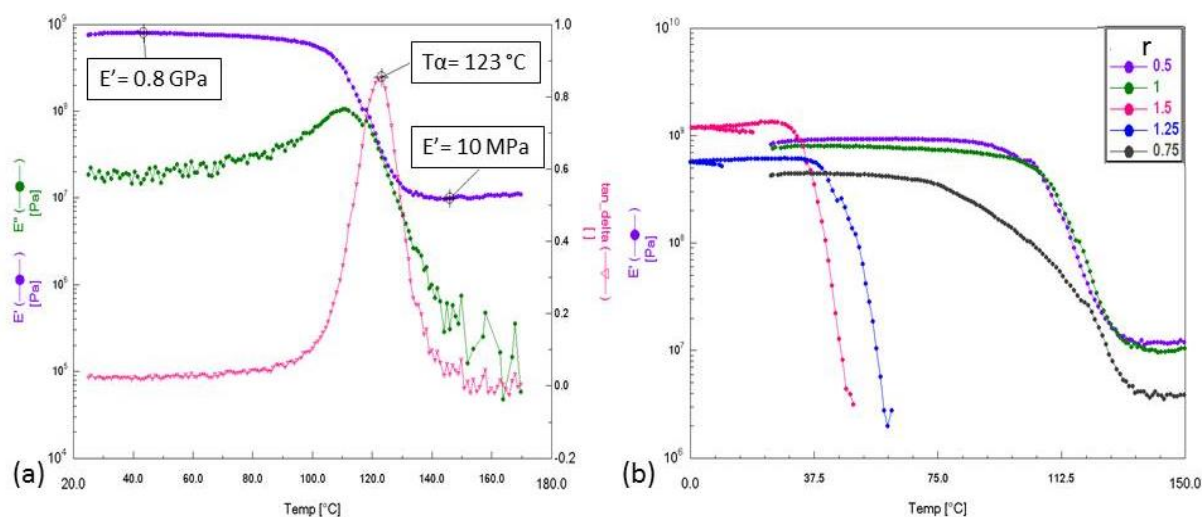 10⁹
10⁸
10⁷
10⁶
10⁵
10⁴
E'' (—●—)
[Pa]
E' (—●—)
[Pa]
E'= 0.8 GPa
Tα= 123 °C
E'= 10 MPa
1.0
0.8
0.6
0.4
0.2
0.0
-0.2
tan_delta (—▽—)
[ ]
20.0
40.0
60.0
80.0
100.0
120.0
140.0
160.0
180.0
Temp [°C]
(a)
10¹⁰
10⁹
10⁸
10⁷
10⁶
E' (—●—)
[Pa]
r
0.5
1
1.5
1.25
0.75
0.0
37.5
75.0
112.5
150.0
Temp [°C]
(b)